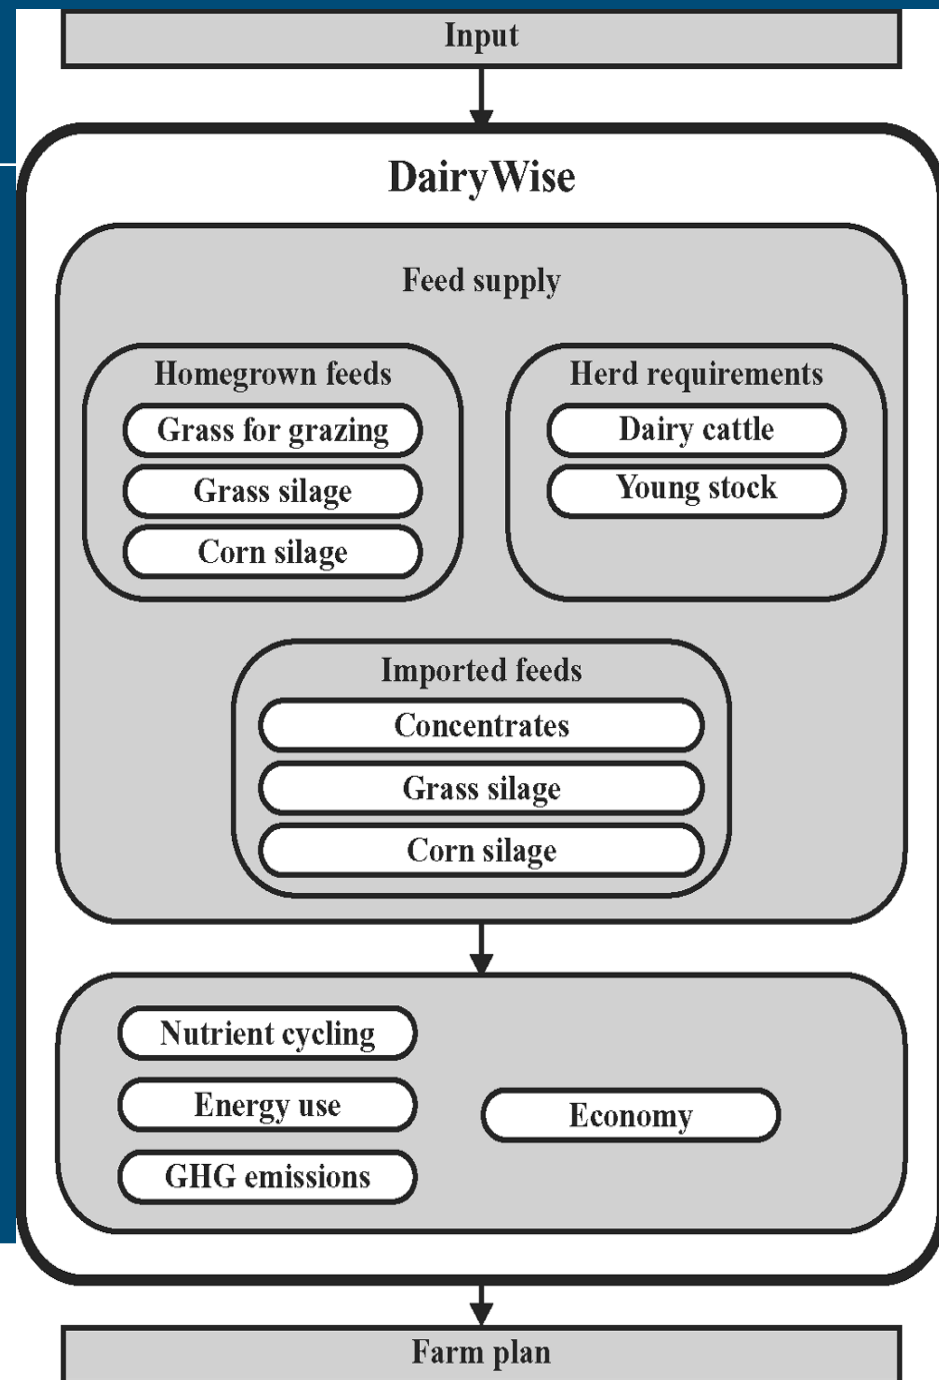 Input
DairyWise
Feed supply
Homegrown feeds
Grass for grazing
Grass silage
Corn silage
Herd requirements
Dairy cattle
Young stock
Imported feeds
Concentrates
Grass silage
Corn silage
Nutrient cycling
Energy use
GHG emissions
Economy
Farm plan